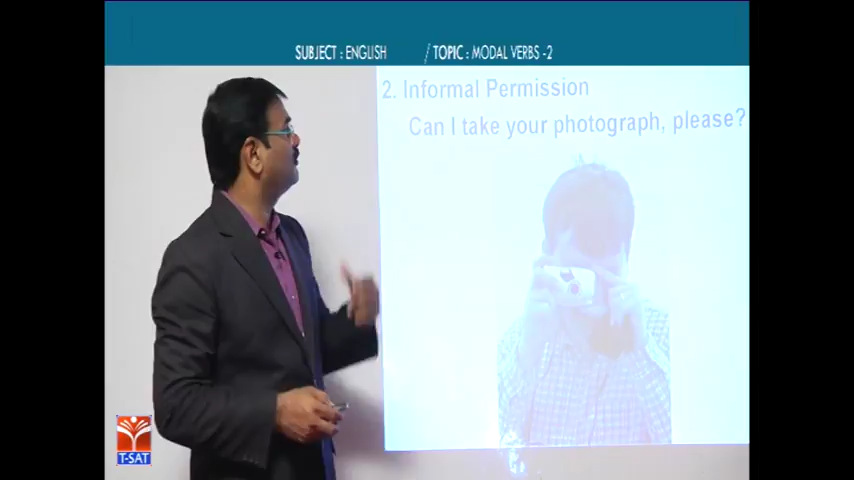 SUBJECT : ENGLISH / TOPIC : MODAL VERBS -2
2. Informal Permission
Can I take your photograph, please?
T-SAT